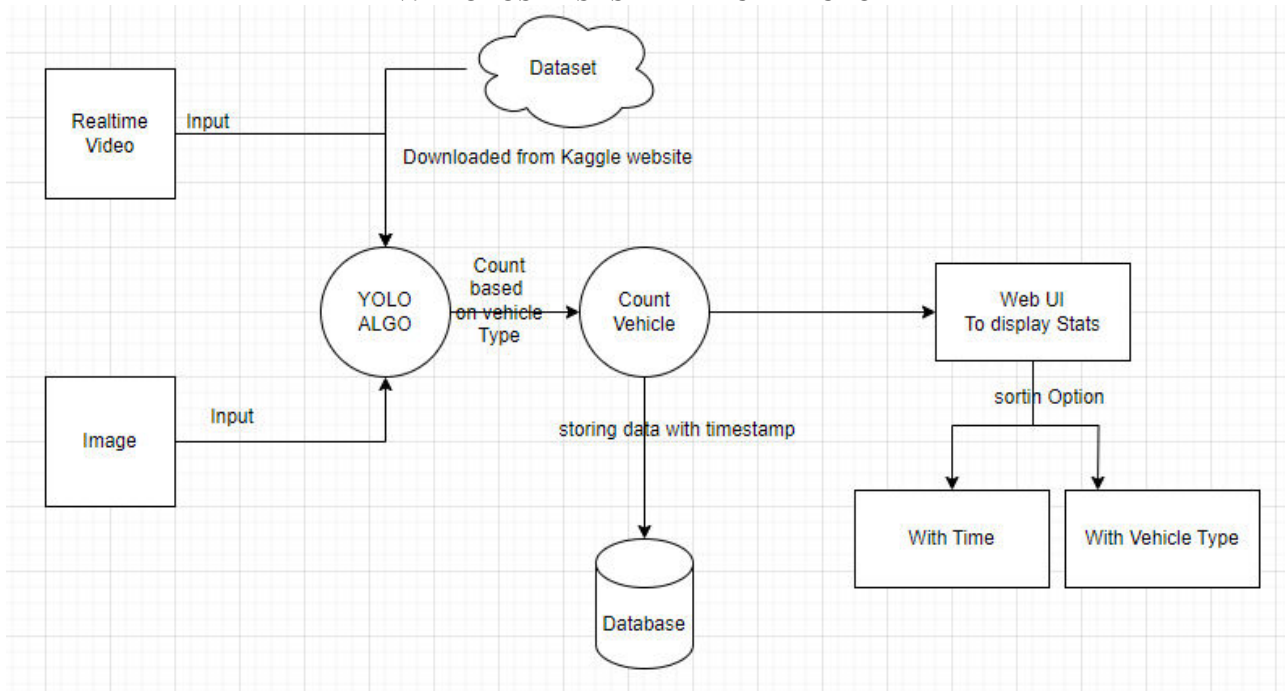 Dataset
Realtime
Video
Input
Downloaded from Kaggle website
YOLO
ALGO
Count
based
on vehicle
Type
Count
Vehicle
Web UI
To display Stats
Image
Input
storing data with timestamp
sortin Option
With Time
With Vehicle Type
Database